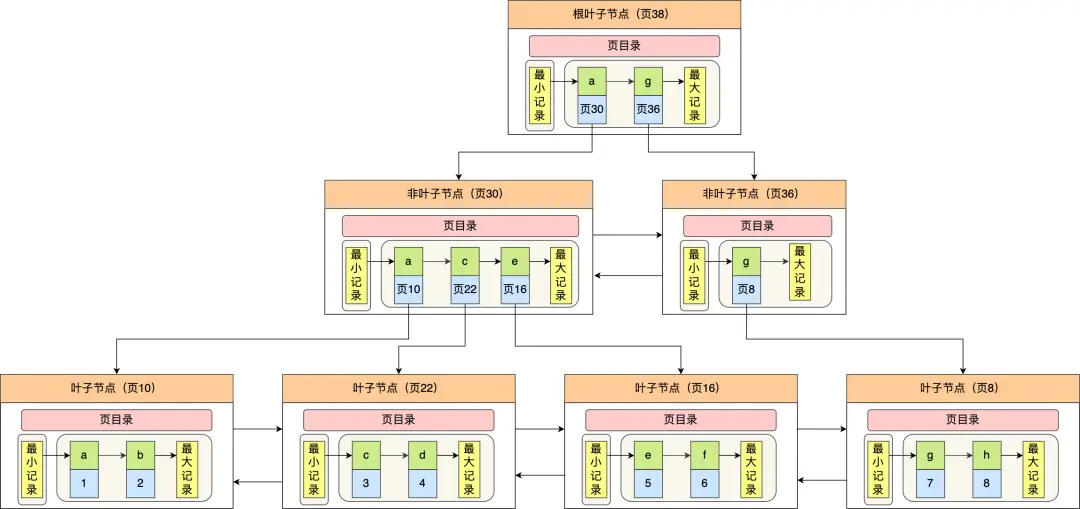 根叶子节点（页38）
页目录
最小记录
a
g
最大记录
页30
页36
非叶子节点（页30）
页目录
最小记录
a
c
e
最大记录
页10
页22
页16
非叶子节点（页36）
页目录
最小记录
g
最大记录
页8
叶子节点（页10）
页目录
最小记录
a
b
最大记录
1
2
叶子节点（页22）
页目录
最小记录
c
d
最大记录
3
4
叶子节点（页16）
页目录
最小记录
e
f
最大记录
5
6
叶子节点（页8）
页目录
最小记录
g
h
最大记录
7
8